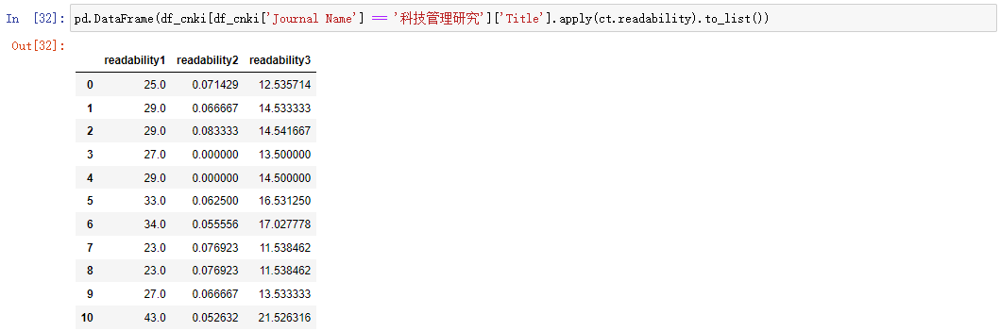 In [32]: pd.DataFrame(df_cnki[df_cnki['Journal Name'] == '科技管理研究']['Title'].apply(ct.readability).to_list())
Out[32]:
readability1 readability2 readability3
0 25.0 0.071429 12.535714
1 29.0 0.066667 14.533333
2 29.0 0.083333 14.541667
3 27.0 0.000000 13.500000
4 29.0 0.000000 14.500000
5 33.0 0.062500 16.531250
6 34.0 0.055556 17.027778
7 23.0 0.076923 11.538462
8 23.0 0.076923 11.538462
9 27.0 0.066667 13.533333
10 43.0 0.052632 21.526316